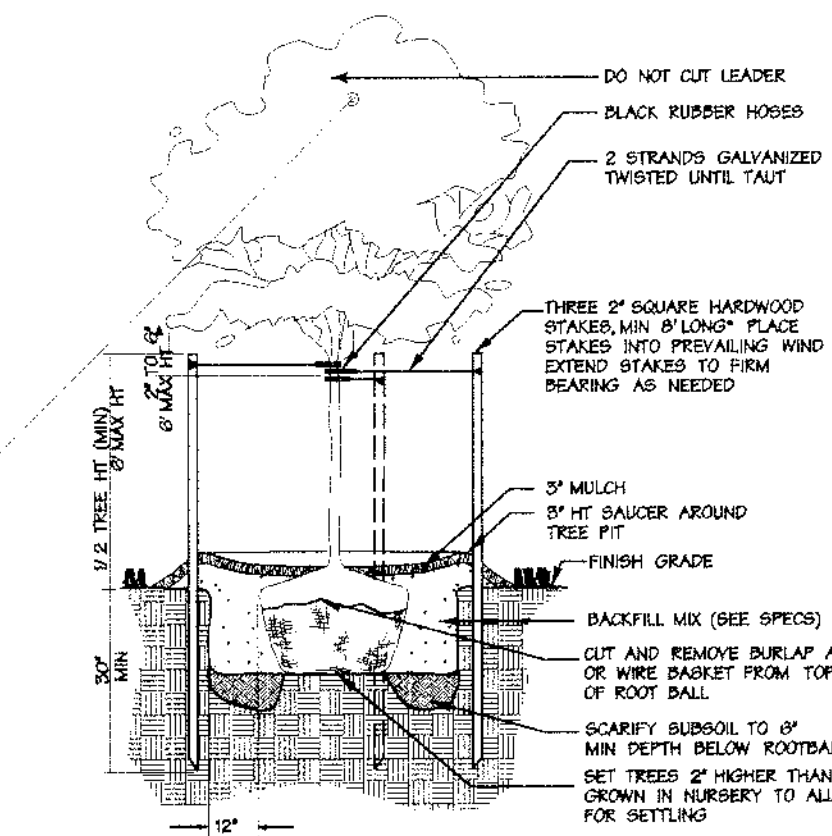 DO NOT CUT LEADER
BLACK RUBBER HOSES
2 STRANDS GALVANIZED
TWISTED UNTIL TAUT
THREE 2" SQUARE HARDWOOD
STAKES, MIN 8' LONG* PLACE
STAKES INTO PREVAILING WIND
EXTEND STAKES TO FIRM
BEARING AS NEEDED
2" TO 6"
6' MAX HT
1/2 TREE HT (MIN)
6' MAX HT
3" MULCH
3" HT SAUCER AROUND
TREE PIT
FINISH GRADE
BACKFILL MIX (SEE SPECS)
CUT AND REMOVE BURLAP A
OR WIRE BASKET FROM TOP
OF ROOT BALL
30"
MIN
SCARIFY SUBSOIL TO 6"
MIN DEPTH BELOW ROOTBA
SET TREES 2" HIGHER THAN
GROWN IN NURSERY TO ALL
FOR SETTLING
12"